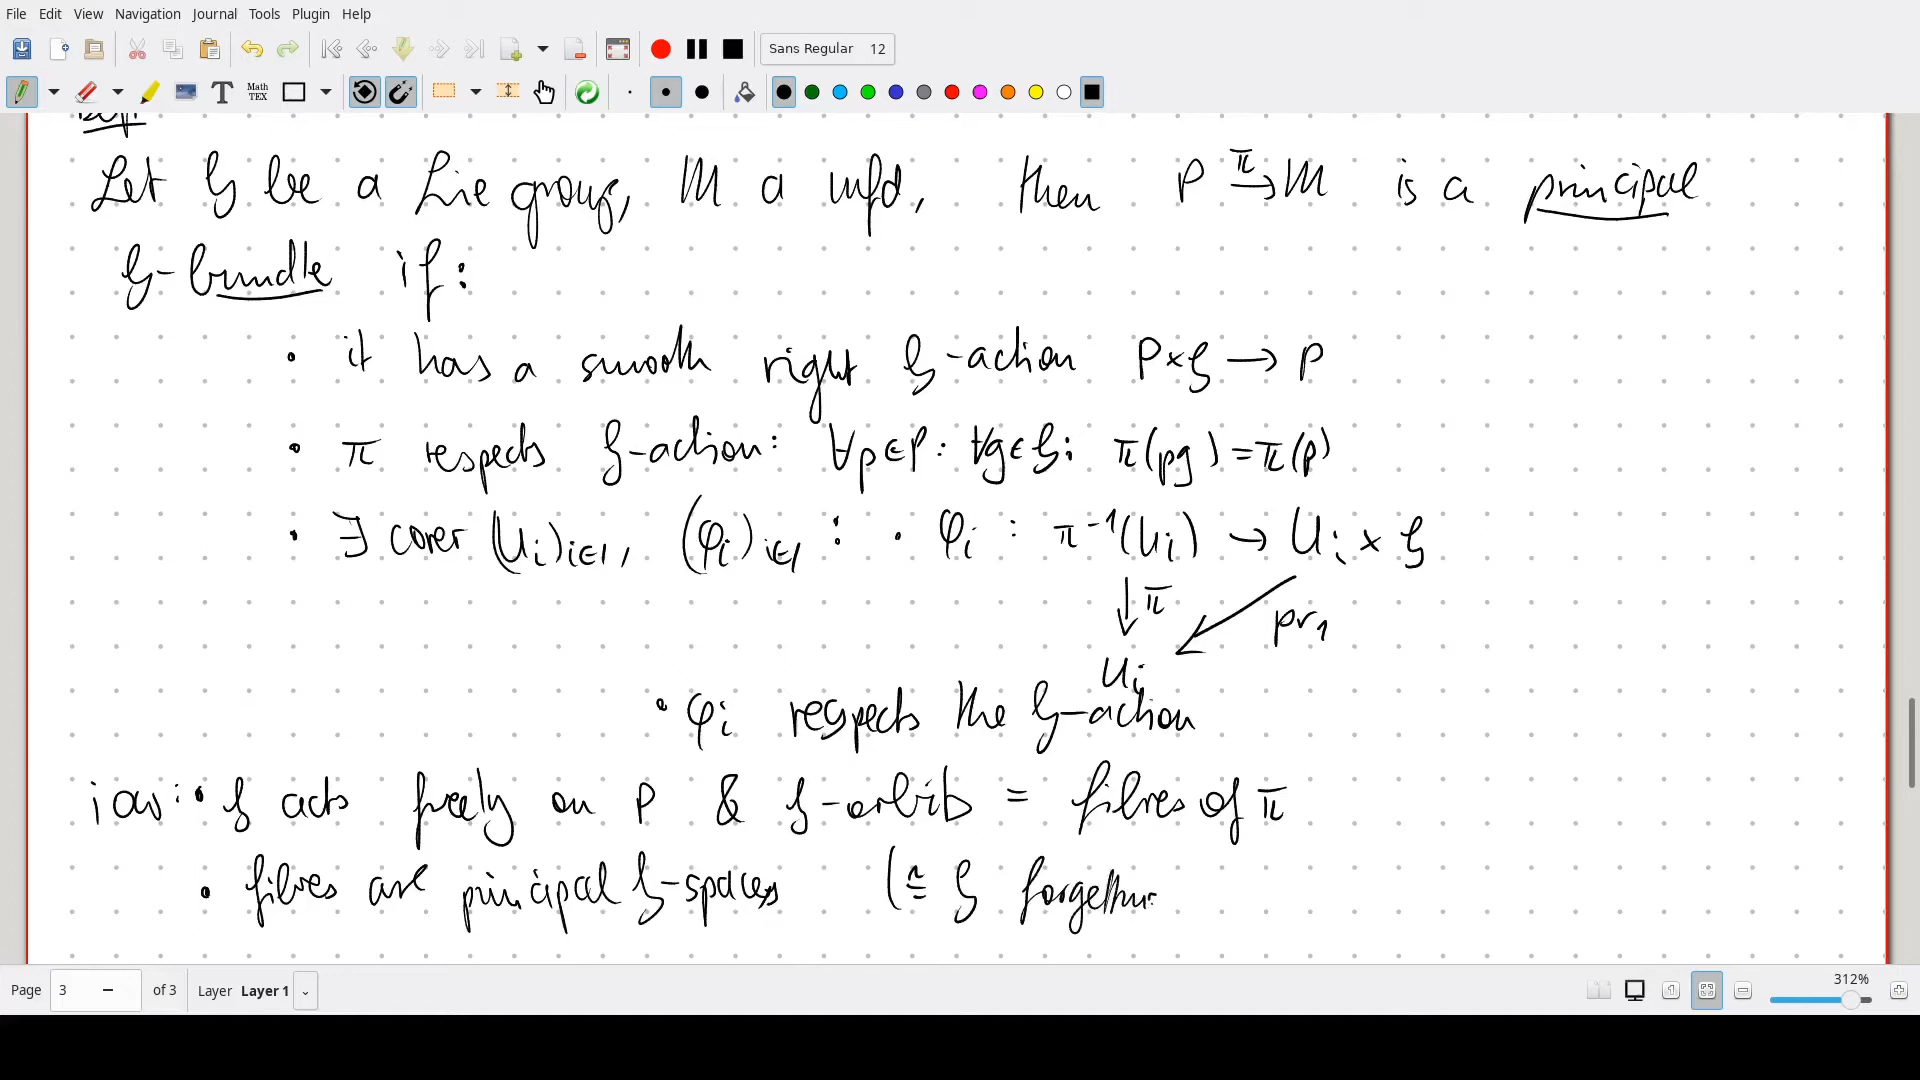 File Edit View Navigation Journal Tools Plugin Help
Sans Regular 12
Math TEX
Let G be a Lie group, M a mfd, then P →π M is a principal
G-bundle if:
• it has a smooth right G-action P×G → P
• π respects G-action: ∀p∈P: ∀g∈G: π(pg)=π(p)
• ∃ cover (Ui)i∈I, (φi)i∈I : • φi : π⁻¹(Ui) → Ui × G
↓π pr₁
Ui
• φi respects the G-action
iow: • G acts freely on P & G-orbits = fibres of π
• fibres are principal G-spaces (≅ G forgetting
Page 3 of 3 Layer Layer 1 312%